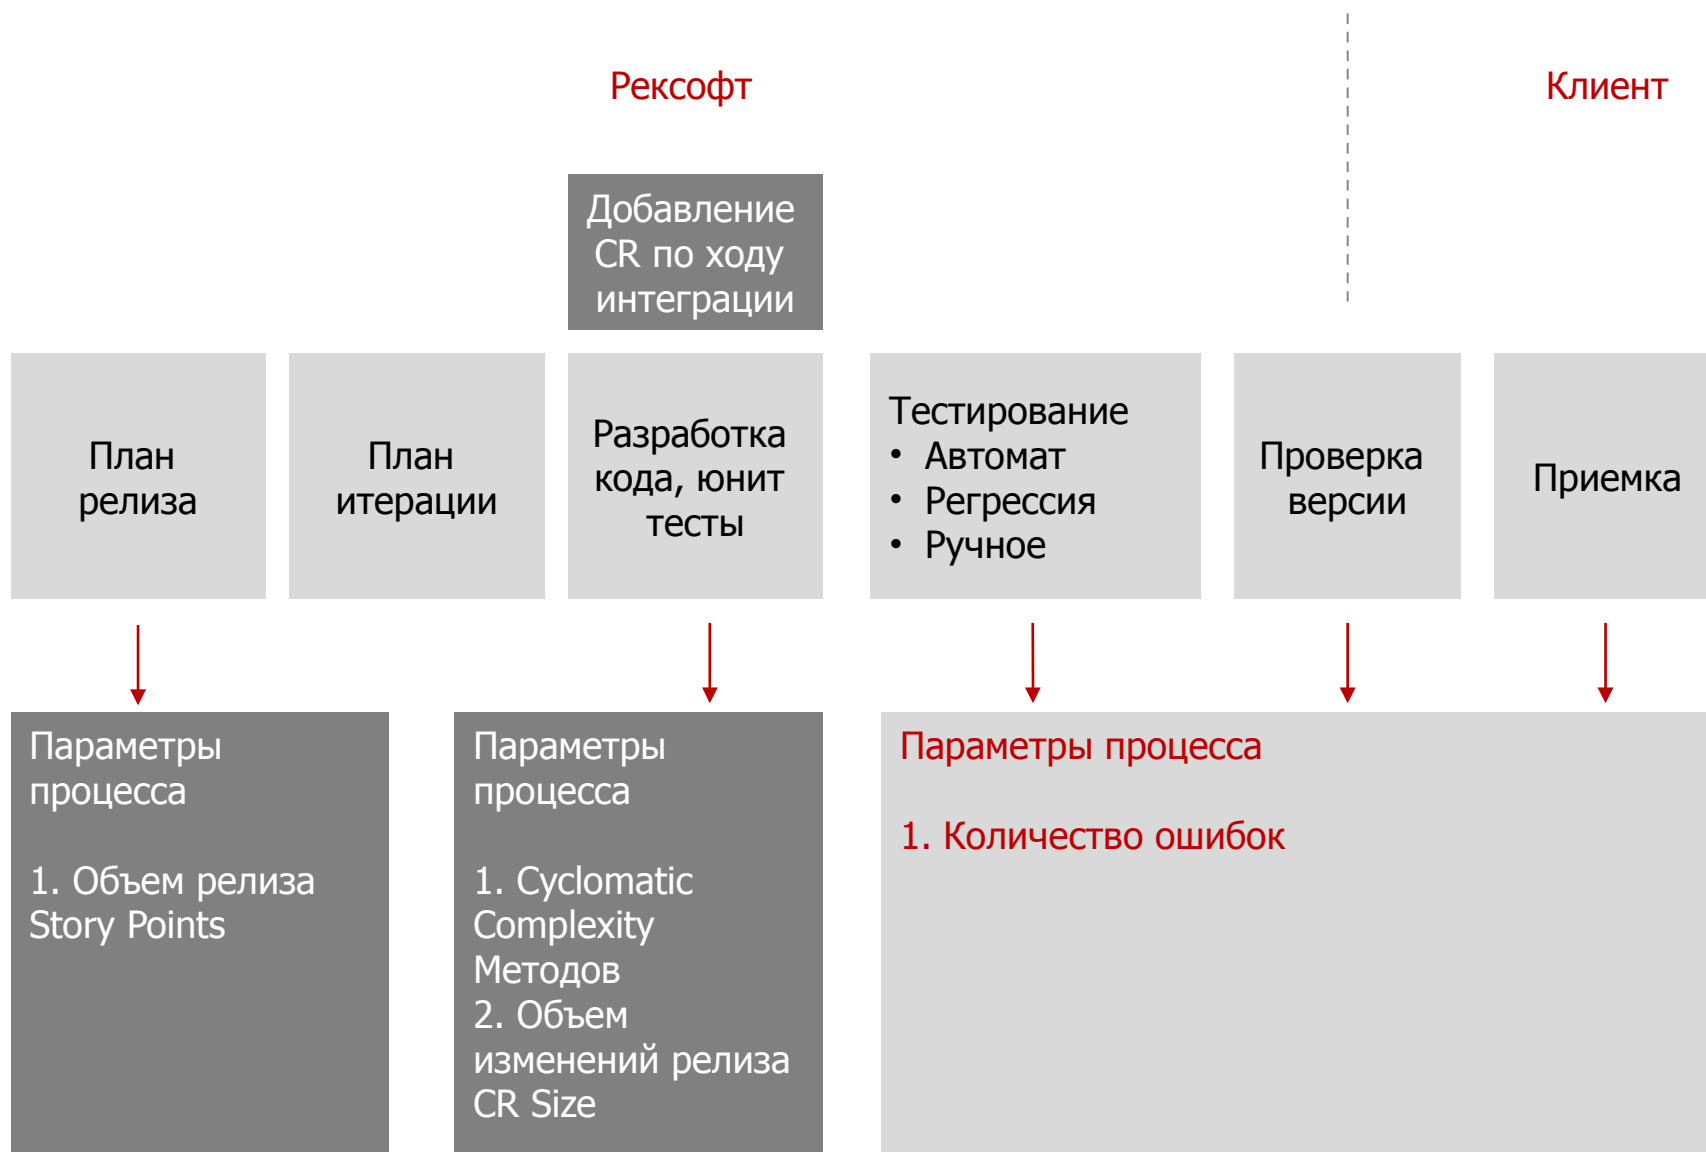 Рексофт
Клиент
Добавление
CR по ходу
интеграции
План
релиза
План
итерации
Разработка
кода, юнит
тесты
Тестирование
• Автомат
• Регрессия
• Ручное
Проверка
версии
Приемка
Параметры
процесса
1. Объем релиза
Story Points
Параметры
процесса
1. Cyclomatic
Complexity
Методов
2. Объем
изменений релиза
CR Size
Параметры процесса
1. Количество ошибок